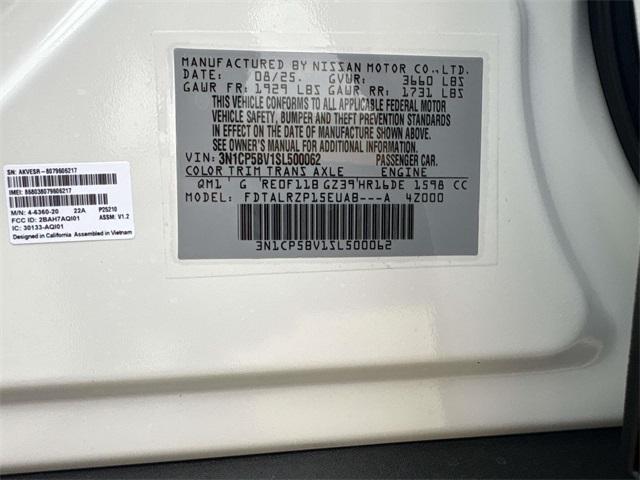 MANUFACTURED BY NISSAN MOTOR CO.,LTD.
DATE: 08/25. GVWR: 3660 LBS
GAWR FR: 1929 LBS GAWR RR: 1731 LBS
THIS VEHICLE CONFORMS TO ALL APPLICABLE FEDERAL MOTOR
VEHICLE SAFETY, BUMPER AND THEFT PREVENTION STANDARDS
IN EFFECT ON THE DATE OF MANUFACTURE SHOWN ABOVE.
SEE OWNER'S MANUAL FOR ADDITIONAL INFORMATION.
VIN: 3N1CP5BV1SL500062 PASSENGER CAR.
COLOR TRIM TRANS AXLE ENGINE
QM1' G RE0F11B GZ39'HR16DE 1598 CC
MODEL: FDTALRZP15EUA8---A 4Z000
3N1CP5BV1SL500062
SN: AKVESR-8079606217
IMEI: 868038079606217
M/N: 4-6360-20 22A P25210
FCC ID: 2BAH7AQI01 ASSM: V1.2
IC: 30133-AQI01
Designed in California Assembled in Vietnam